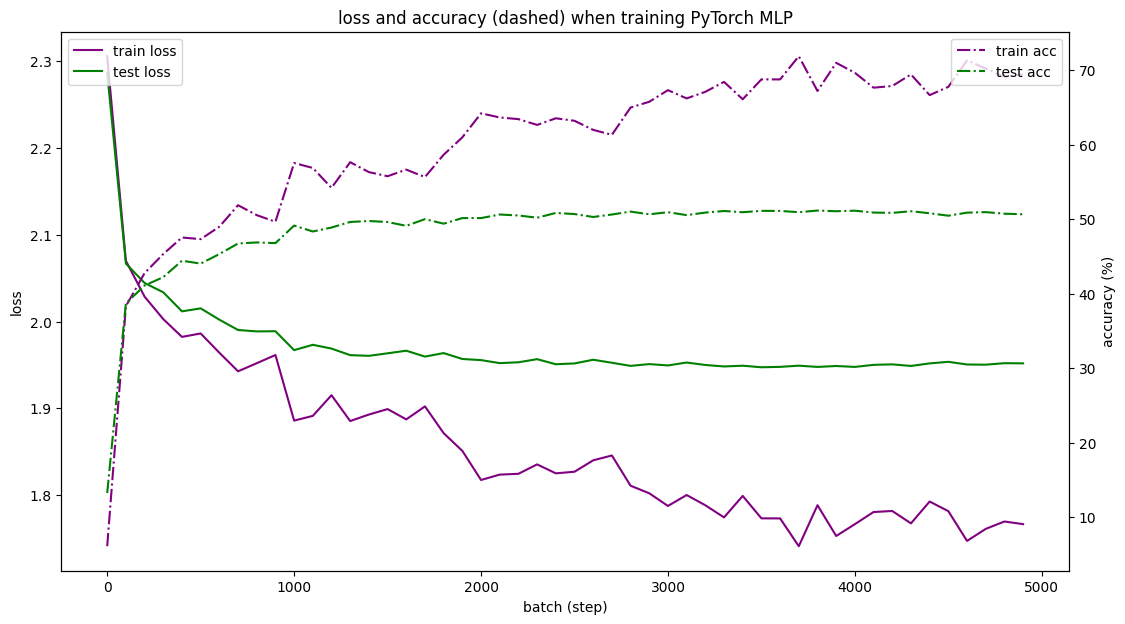 loss and accuracy (dashed) when training PyTorch MLP
train loss
test loss
train acc
test acc
2.3
2.2
2.1
2.0
1.9
1.8
loss
70
60
50
40
30
20
10
accuracy (%)
0
1000
2000
3000
4000
5000
batch (step)